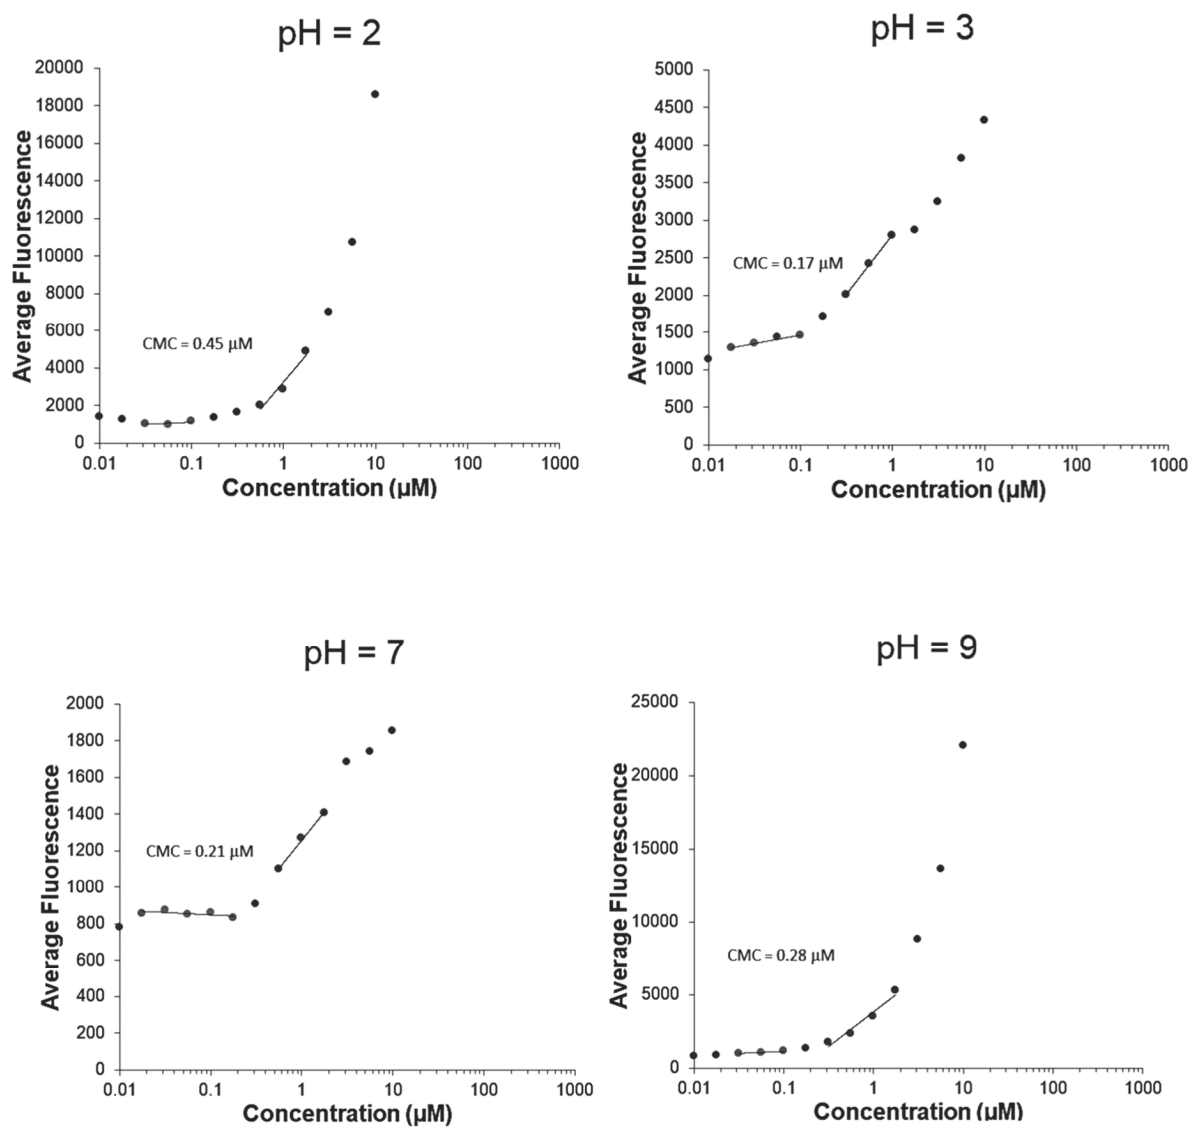 pH = 2
20000
18000
16000
14000
12000
10000
8000
6000
4000
2000
0
Average Fluorescence
CMC = 0.45 µM
0.01 0.1 1 10 100 1000
Concentration (µM)
pH = 3
5000
4500
4000
3500
3000
2500
2000
1500
1000
500
0
Average Fluorescence
CMC = 0.17 µM
0.01 0.1 1 10 100 1000
Concentration (µM)
pH = 7
2000
1800
1600
1400
1200
1000
800
600
400
200
0
Average Fluorescence
CMC = 0.21 µM
0.01 0.1 1 10 100 1000
Concentration (µM)
pH = 9
25000
20000
15000
10000
5000
0
Average Fluorescence
CMC = 0.28 µM
0.01 0.1 1 10 100 1000
Concentration (µM)